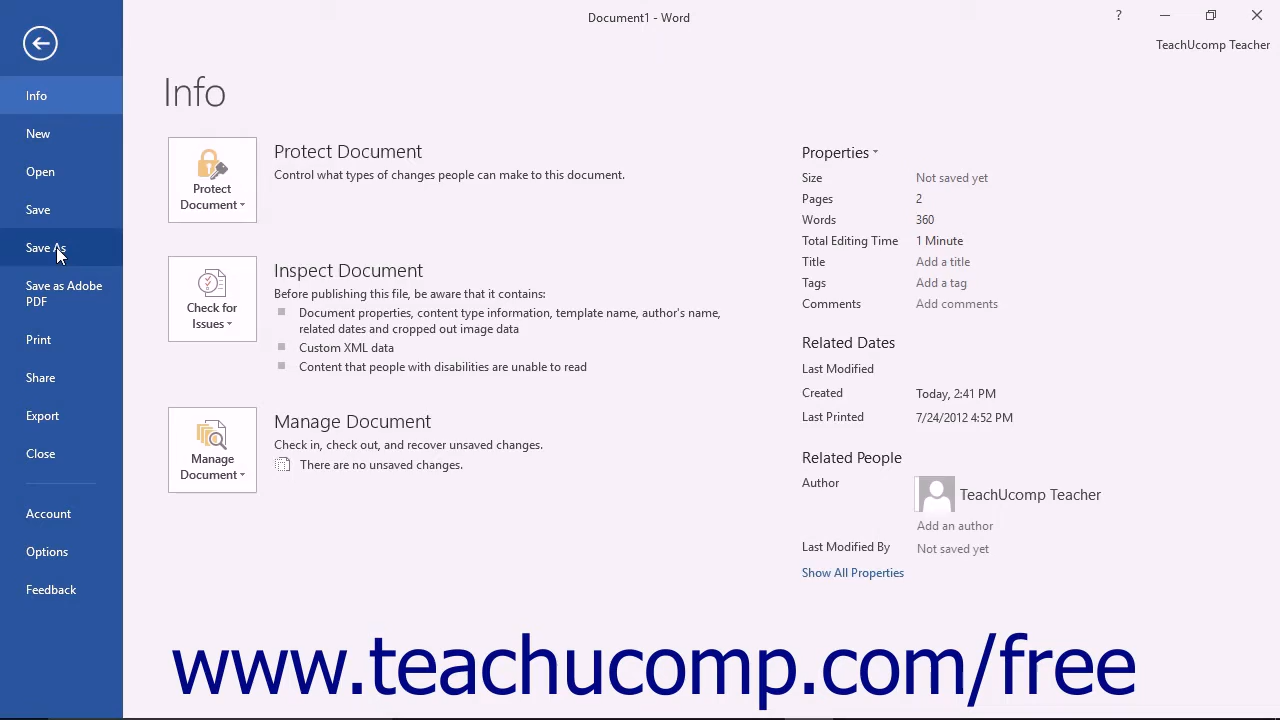 Document1 - Word
?
TeachUcomp Teacher
Info
New
Open
Save
Save As
Save as Adobe
PDF
Print
Share
Export
Close
Account
Options
Feedback
Info
Protect
Document
Protect Document
Control what types of changes people can make to this document.
Check for
Issues
Inspect Document
Before publishing this file, be aware that it contains:
Document properties, content type information, template name, author's name,
related dates and cropped out image data
Custom XML data
Content that people with disabilities are unable to read
Manage
Document
Manage Document
Check in, check out, and recover unsaved changes.
There are no unsaved changes.
Properties
Size Not saved yet
Pages 2
Words 360
Total Editing Time 1 Minute
Title Add a title
Tags Add a tag
Comments Add comments
Related Dates
Last Modified
Created Today, 2:41 PM
Last Printed 7/24/2012 4:52 PM
Related People
Author TeachUcomp Teacher
Add an author
Last Modified By Not saved yet
Show All Properties
www.teachucomp.com/free